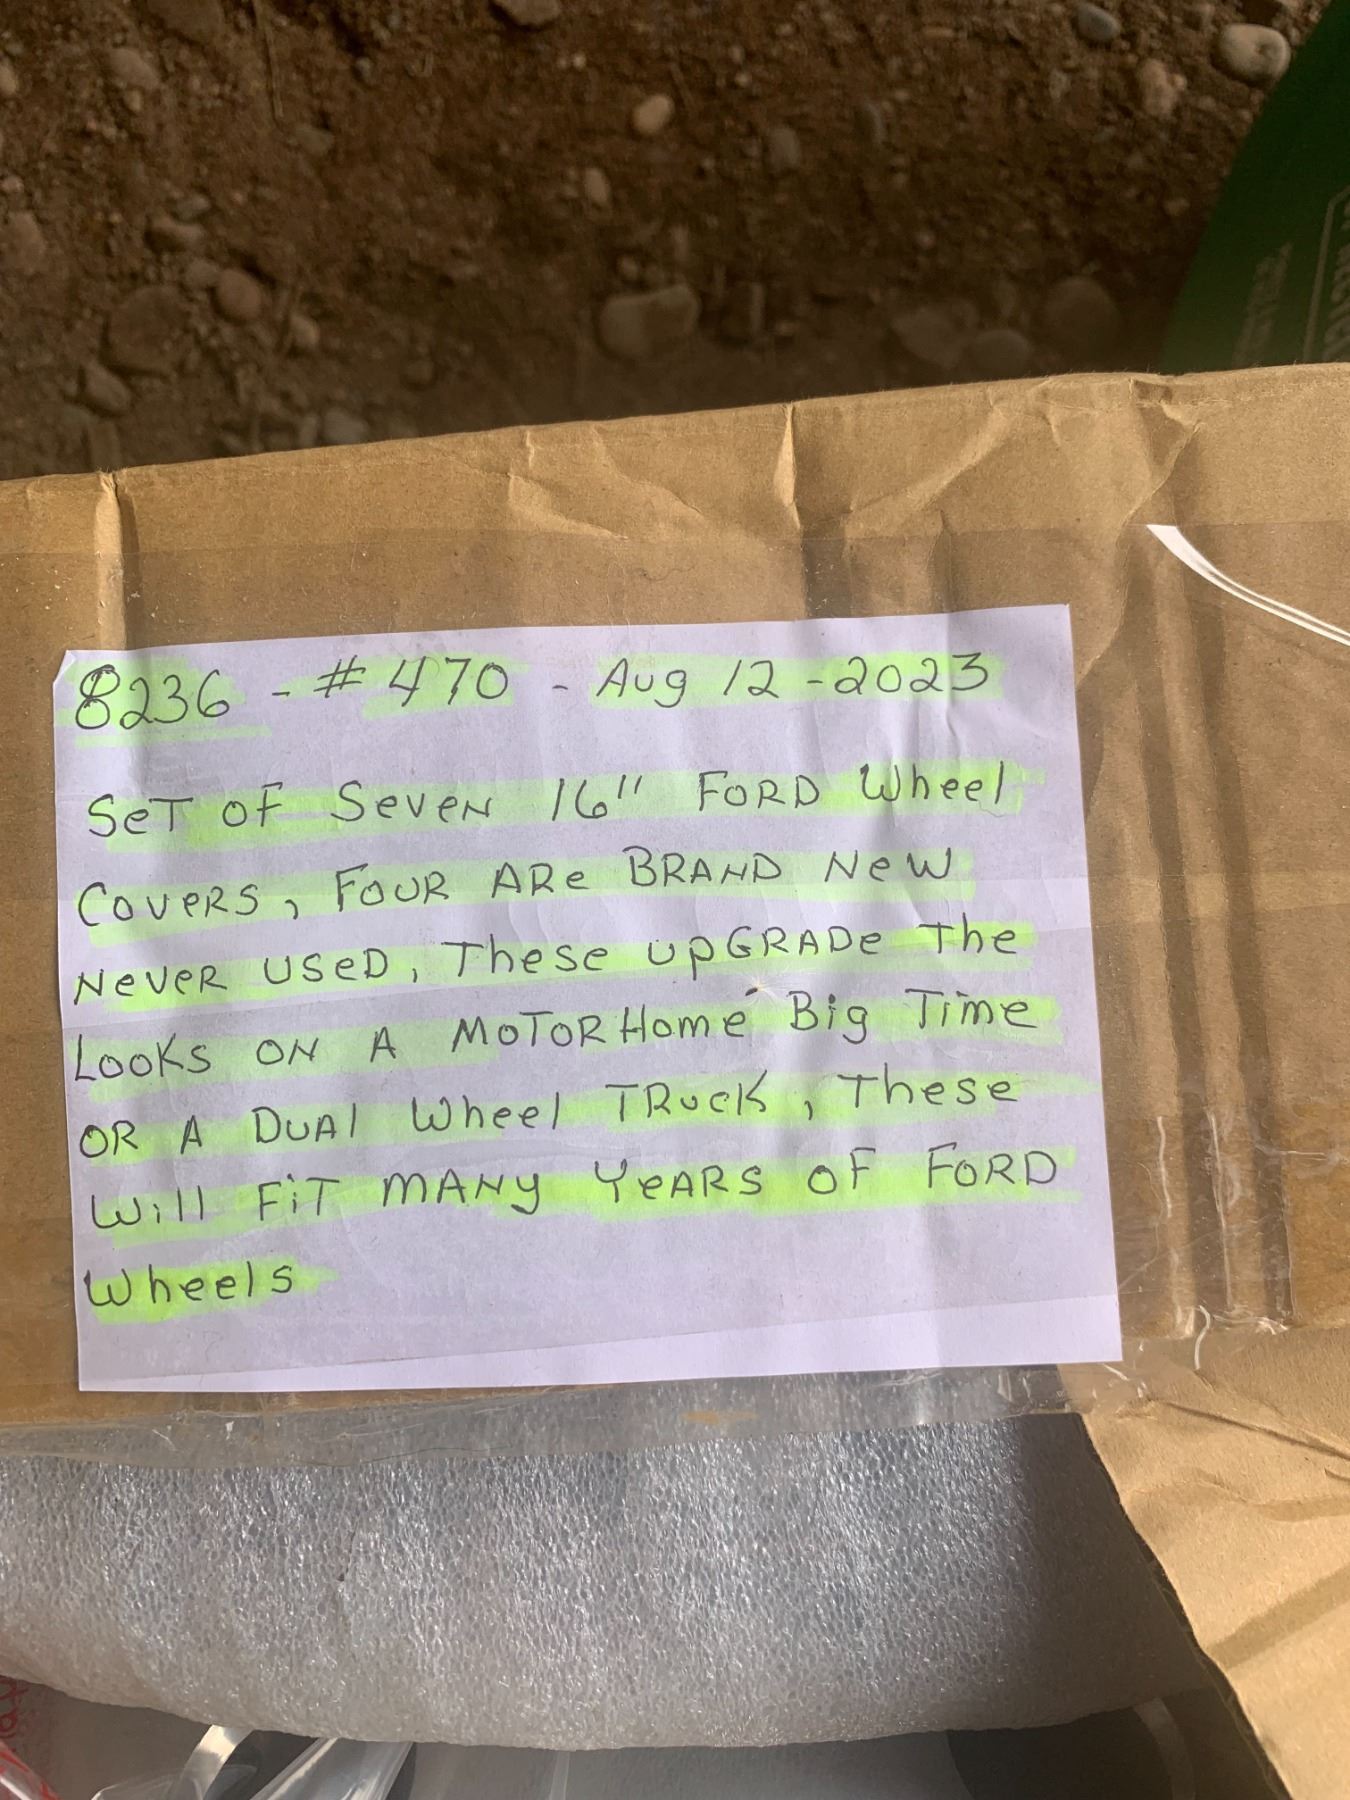 8236 - #470 - Aug 12 -2023
SeT OF SeveN 16" FORD Wheel
COVeRS, FOUR ARe BRAND NeW
NeveR USeD, These UpGRADe The
LOOKS ON A MOTOR Home Big Time
OR A DUAl Wheel TRUCK, These
Will FiT MANy YeARS OF FORD
Wheels